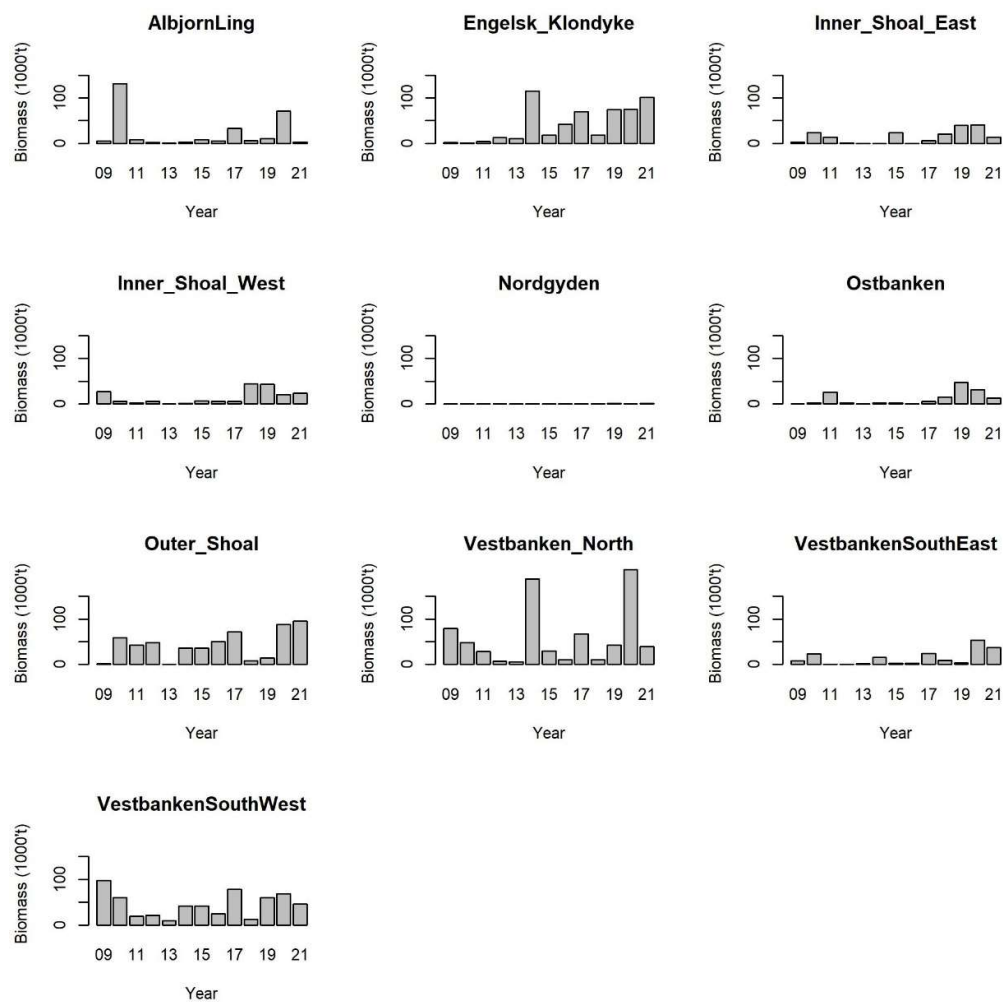 AlbjornLing
Biomass (1000't)
0 100
09 11 13 15 17 19 21
Year
Engelsk_Klondyke
Biomass (1000't)
0 100
09 11 13 15 17 19 21
Year
Inner_Shoal_East
Biomass (1000't)
0 100
09 11 13 15 17 19 21
Year
Inner_Shoal_West
Biomass (1000't)
0 100
09 11 13 15 17 19 21
Year
Nordgyden
Biomass (1000't)
0 100
09 11 13 15 17 19 21
Year
Ostbanken
Biomass (1000't)
0 100
09 11 13 15 17 19 21
Year
Outer_Shoal
Biomass (1000't)
0 100
09 11 13 15 17 19 21
Year
Vestbanken_North
Biomass (1000't)
0 100
09 11 13 15 17 19 21
Year
VestbankenSouthEast
Biomass (1000't)
0 100
09 11 13 15 17 19 21
Year
VestbankenSouthWest
Biomass (1000't)
0 100
09 11 13 15 17 19 21
Year